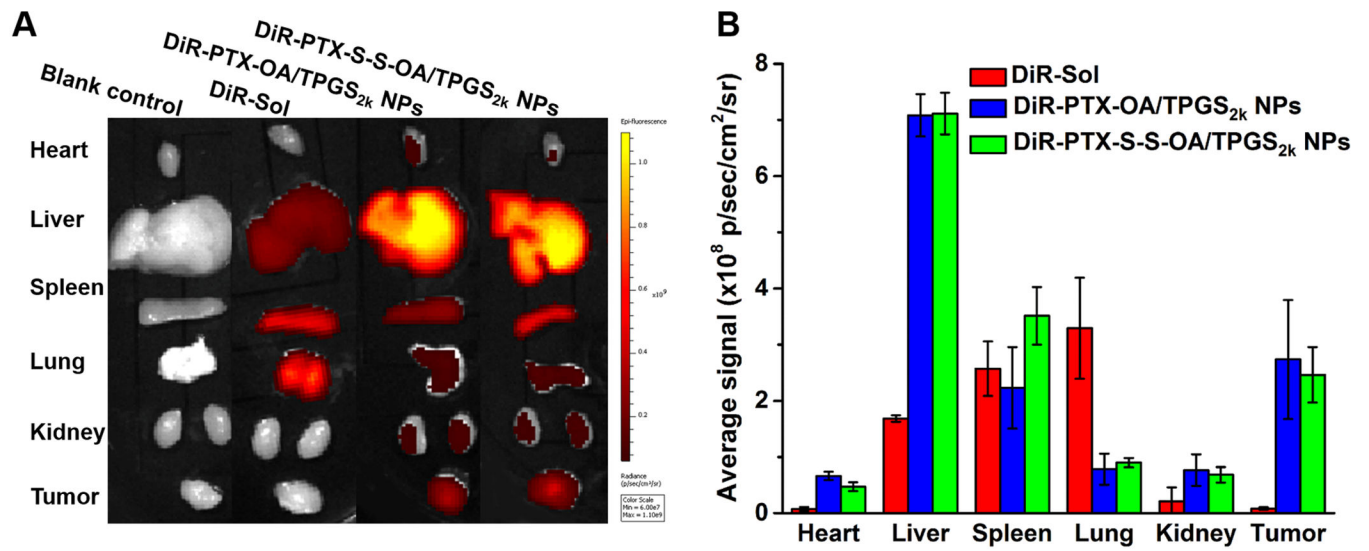 A
Blank control
DiR-Sol
DiR-PTX-OA/TPGS2k NPs
DiR-PTX-S-S-OA/TPGS2k NPs
Heart
Liver
Spleen
Lung
Kidney
Tumor
Epi-fluorescence
1.0
0.8
0.6
x10⁹
0.4
0.2
Radiance
(p/sec/cm²/sr)
Color Scale
Min = 6.00e7
Max = 1.10e9
B
Average signal (x10⁸ p/sec/cm²/sr)
8
6
4
2
0
DiR-Sol
DiR-PTX-OA/TPGS2k NPs
DiR-PTX-S-S-OA/TPGS2k NPs
Heart Liver Spleen Lung Kidney Tumor